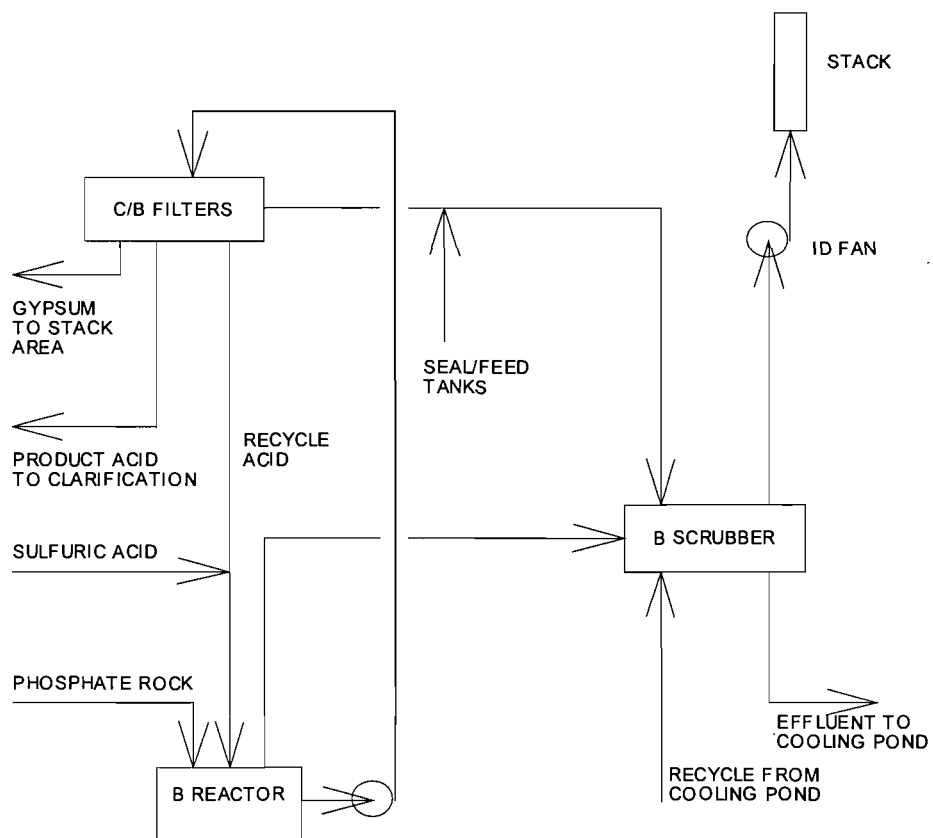 STACK
C/B FILTERS
ID FAN
GYPSUM
TO STACK
AREA
SEAL/FEED
TANKS
RECYCLE
ACID
PRODUCT ACID
TO CLARIFICATION
B SCRUBBER
SULFURIC ACID
PHOSPHATE ROCK
EFFLUENT TO
COOLING POND
B REACTOR
RECYCLE FROM
COOLING POND